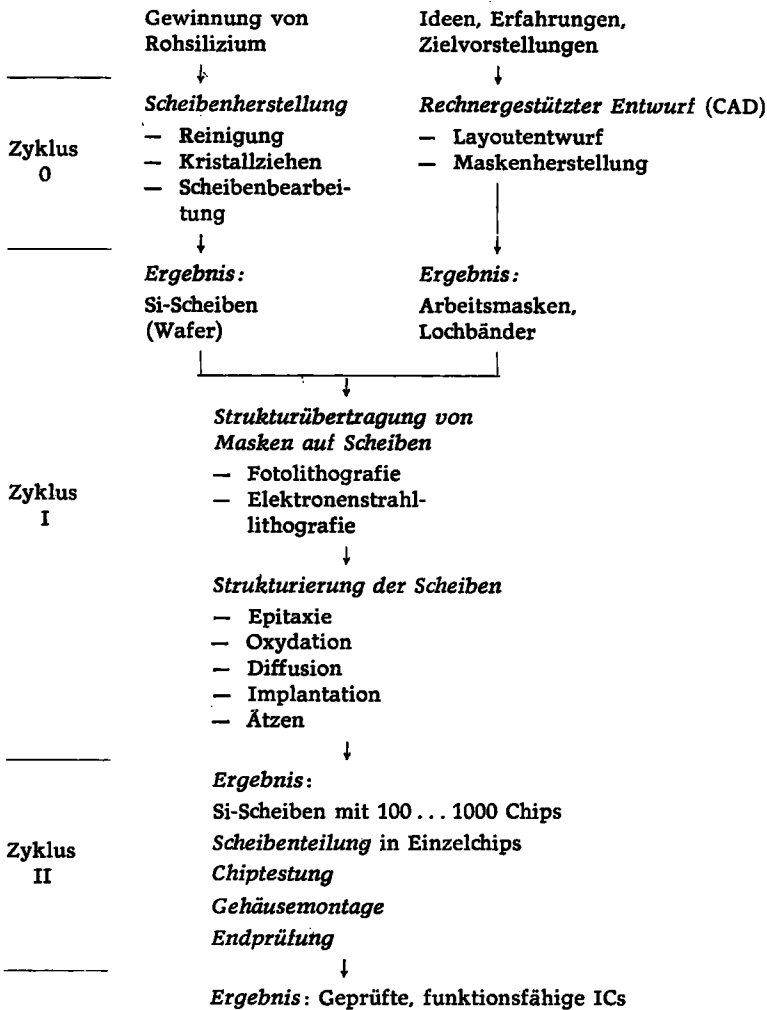 Gewinnung von
Rohsilizium
Ideen, Erfahrungen,
Zielvorstellungen
Zyklus
0
Scheibenherstellung
— Reinigung
— Kristallziehen
— Scheibenbearbei-
tung
Rechnergestützter Entwurf (CAD)
— Layoutentwurf
— Maskenherstellung
Ergebnis:
Si-Scheiben
(Wafer)
Ergebnis:
Arbeitsmasken,
Lochbänder
Zyklus
I
Strukturübertragung von
Masken auf Scheiben
— Fotolithografie
— Elektronenstrahl-
lithografie
Strukturierung der Scheiben
— Epitaxie
— Oxydation
— Diffusion
— Implantation
— Ätzen
Zyklus
II
Ergebnis:
Si-Scheiben mit 100 ... 1000 Chips
Scheibenteilung in Einzelchips
Chiptestung
Gehäusemontage
Endprüfung
Ergebnis: Geprüfte, funktionsfähige ICs